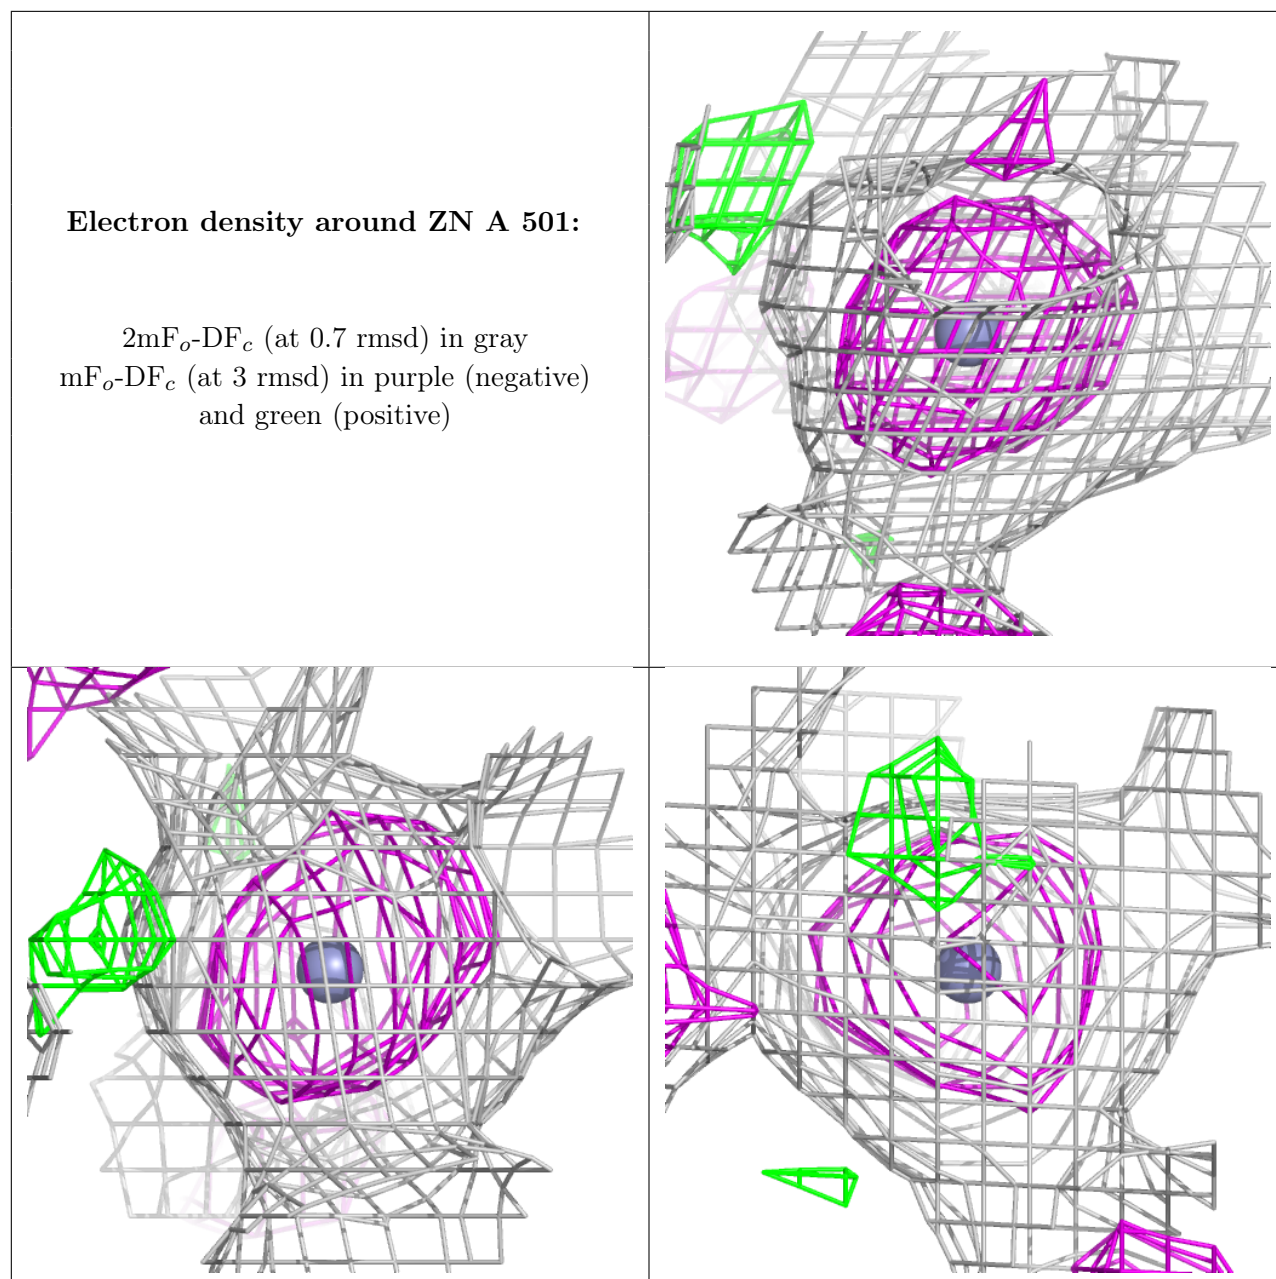 Electron density around ZN A 501:
2mFo-DFc (at 0.7 rmsd) in gray
mFo-DFc (at 3 rmsd) in purple (negative)
and green (positive)